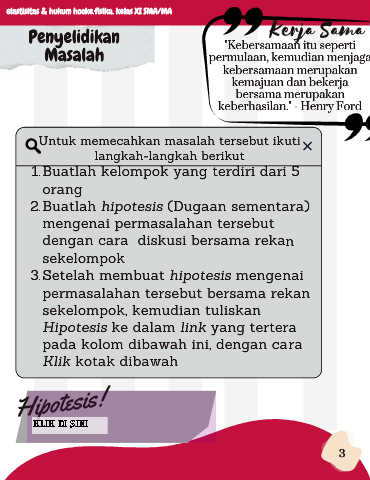 elastisitas & hukum hooke.fisika. kelas XI SMA/MA
Penyelidikan
Masalah
Kerja Sama
"Kebersamaan itu seperti
permulaan, kemudian menjaga
kebersamaan merupakan
kemajuan dan bekerja
bersama merupakan
keberhasilan." - Henry Ford
Untuk memecahkan masalah tersebut ikuti
langkah-langkah berikut
1. Buatlah kelompok yang terdiri dari 5
orang
2. Buatlah hipotesis (Dugaan sementara)
mengenai permasalahan tersebut
dengan cara diskusi bersama rekan
sekelompok
3. Setelah membuat hipotesis mengenai
permasalahan tersebut bersama rekan
sekelompok, kemudian tuliskan
Hipotesis ke dalam link yang tertera
pada kolom dibawah ini, dengan cara
Klik kotak dibawah
Hipotesis!
KLIK DI SINI
3